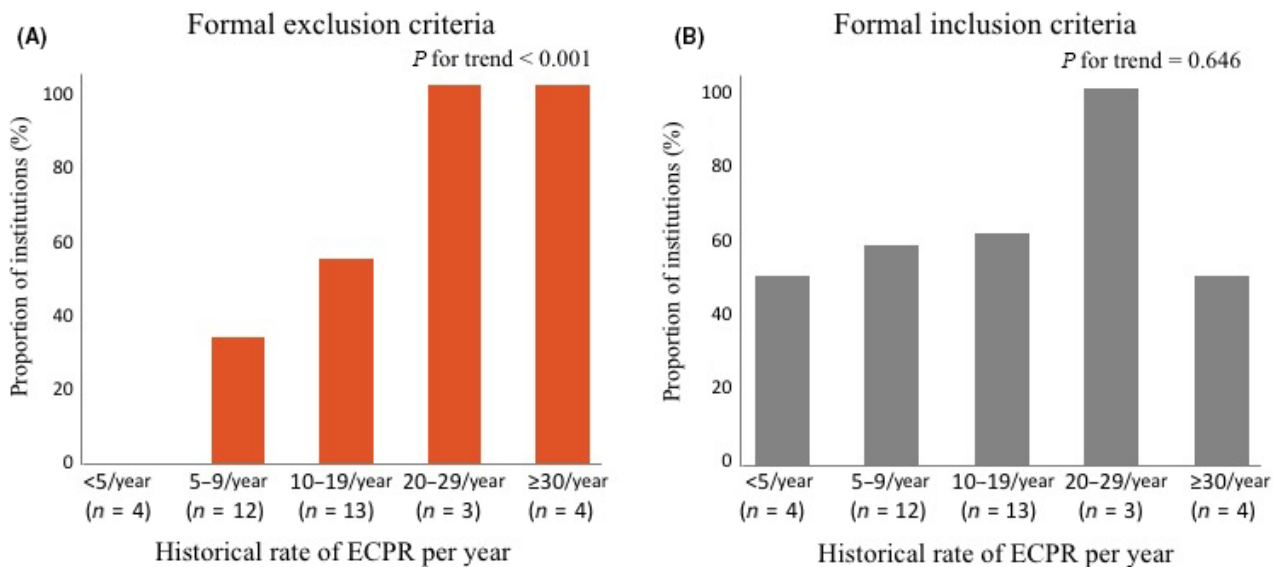 (A)
Formal exclusion criteria
P for trend < 0.001
Proportion of institutions (%)
100
80
60
40
20
0
<5/year
5–9/year
10–19/year
20–29/year
≥30/year
(n = 4)
(n = 12)
(n = 13)
(n = 3)
(n = 4)
Historical rate of ECPR per year
(B)
Formal inclusion criteria
P for trend = 0.646
Proportion of institutions (%)
100
80
60
40
20
0
<5/year
5–9/year
10–19/year
20–29/year
≥30/year
(n = 4)
(n = 12)
(n = 13)
(n = 3)
(n = 4)
Historical rate of ECPR per year